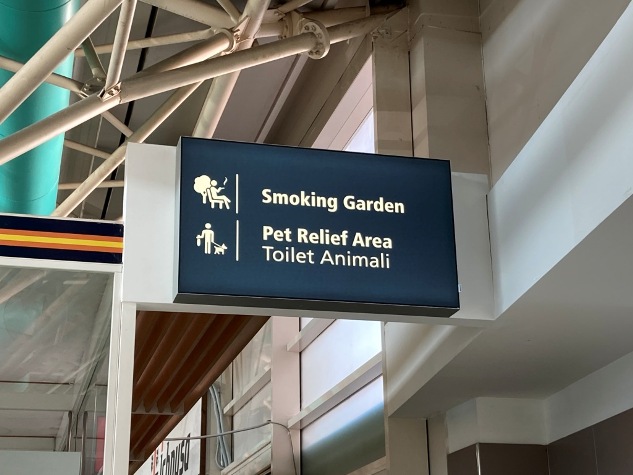 Smoking Garden
Pet Relief Area
Toilet Animali